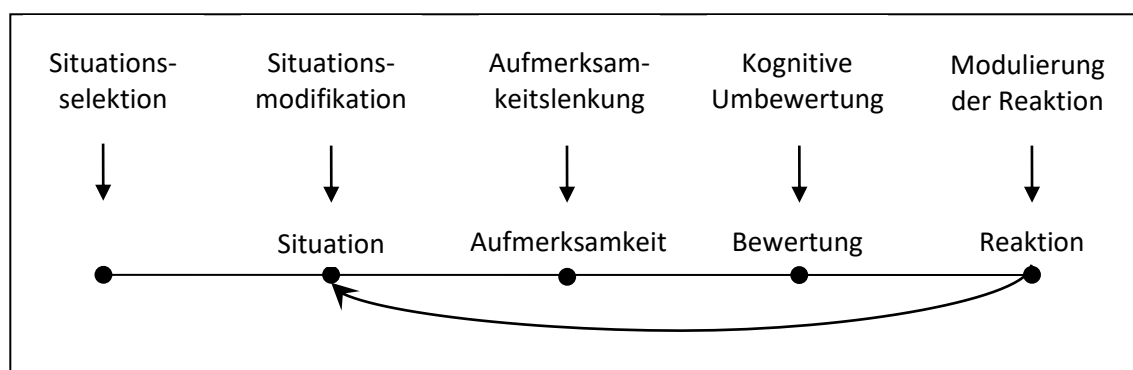 Situations-
selektion
Situations-
modifikation
Aufmerksam-
keitslenkung
Kognitive
Umbewertung
Modulierung
der Reaktion
Situation
Aufmerksamkeit
Bewertung
Reaktion